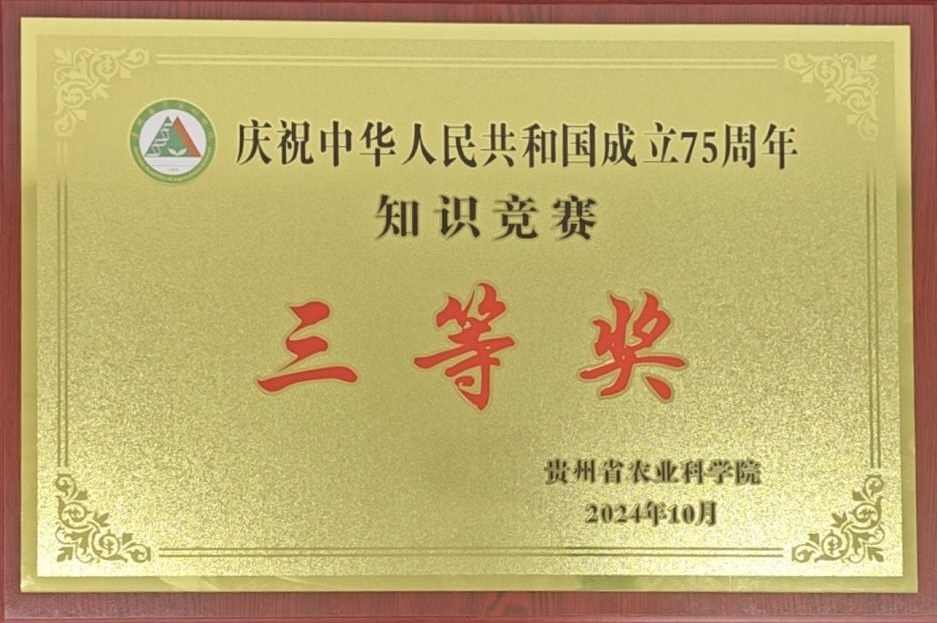 庆祝中华人民共和国成立75周年
知识竞赛
三等奖
贵州省农业科学院
2024年10月